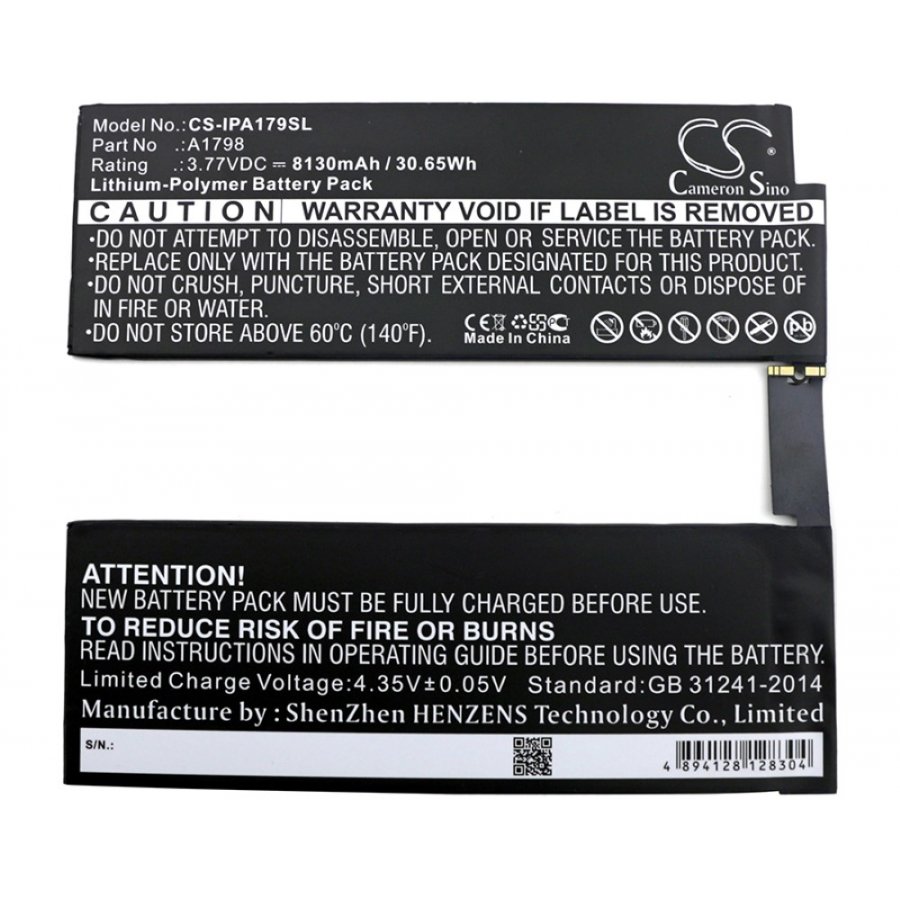 Model No.: CS-IPA179SL
Part No .: A1798
Rating .: 3.77VDC ⎓ 8130mAh / 30.65Wh
Lithium-Polymer Battery Pack
CS
®
Cameron Sino
CAUTION WARRANTY VOID IF LABEL IS REMOVED
•DO NOT ATTEMPT TO DISASSEMBLE, OPEN OR SERVICE THE BATTERY PACK.
•REPLACE ONLY WITH THE BATTERY PACK DESIGNATED FOR THIS PRODUCT.
•DO NOT CRUSH, PUNCTURE, SHORT EXTERNAL CONTACTS OR DISPOSE OF
IN FIRE OR WATER.
•DO NOT STORE ABOVE 60°C (140°F).
CE
Pb
Made In China
ATTENTION!
NEW BATTERY PACK MUST BE FULLY CHARGED BEFORE USE.
TO REDUCE RISK OF FIRE OR BURNS
READ INSTRUCTIONS IN OPERATING GUIDE BEFORE USING THE BATTERY.
Limited Charge Voltage:4.35V±0.05V Standard:GB 31241-2014
Manufacture by : ShenZhen HENZENS Technology Co., Limited
S/N.:
4 894128 128304